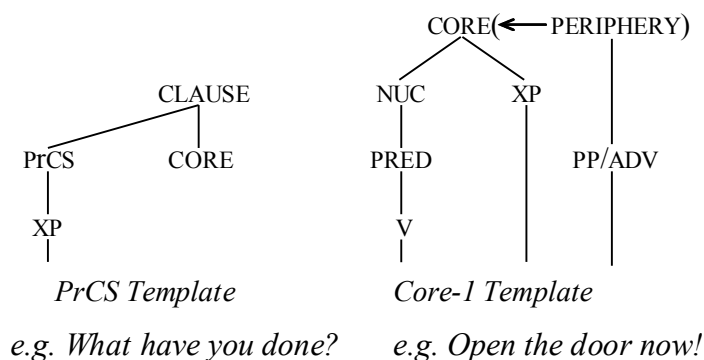 CORE( PERIPHERY)
CLAUSE NUC XP
PrCS CORE PRED PP/ADV
XP V
PrCS Template Core-1 Template
e.g. What have you done? e.g. Open the door now!